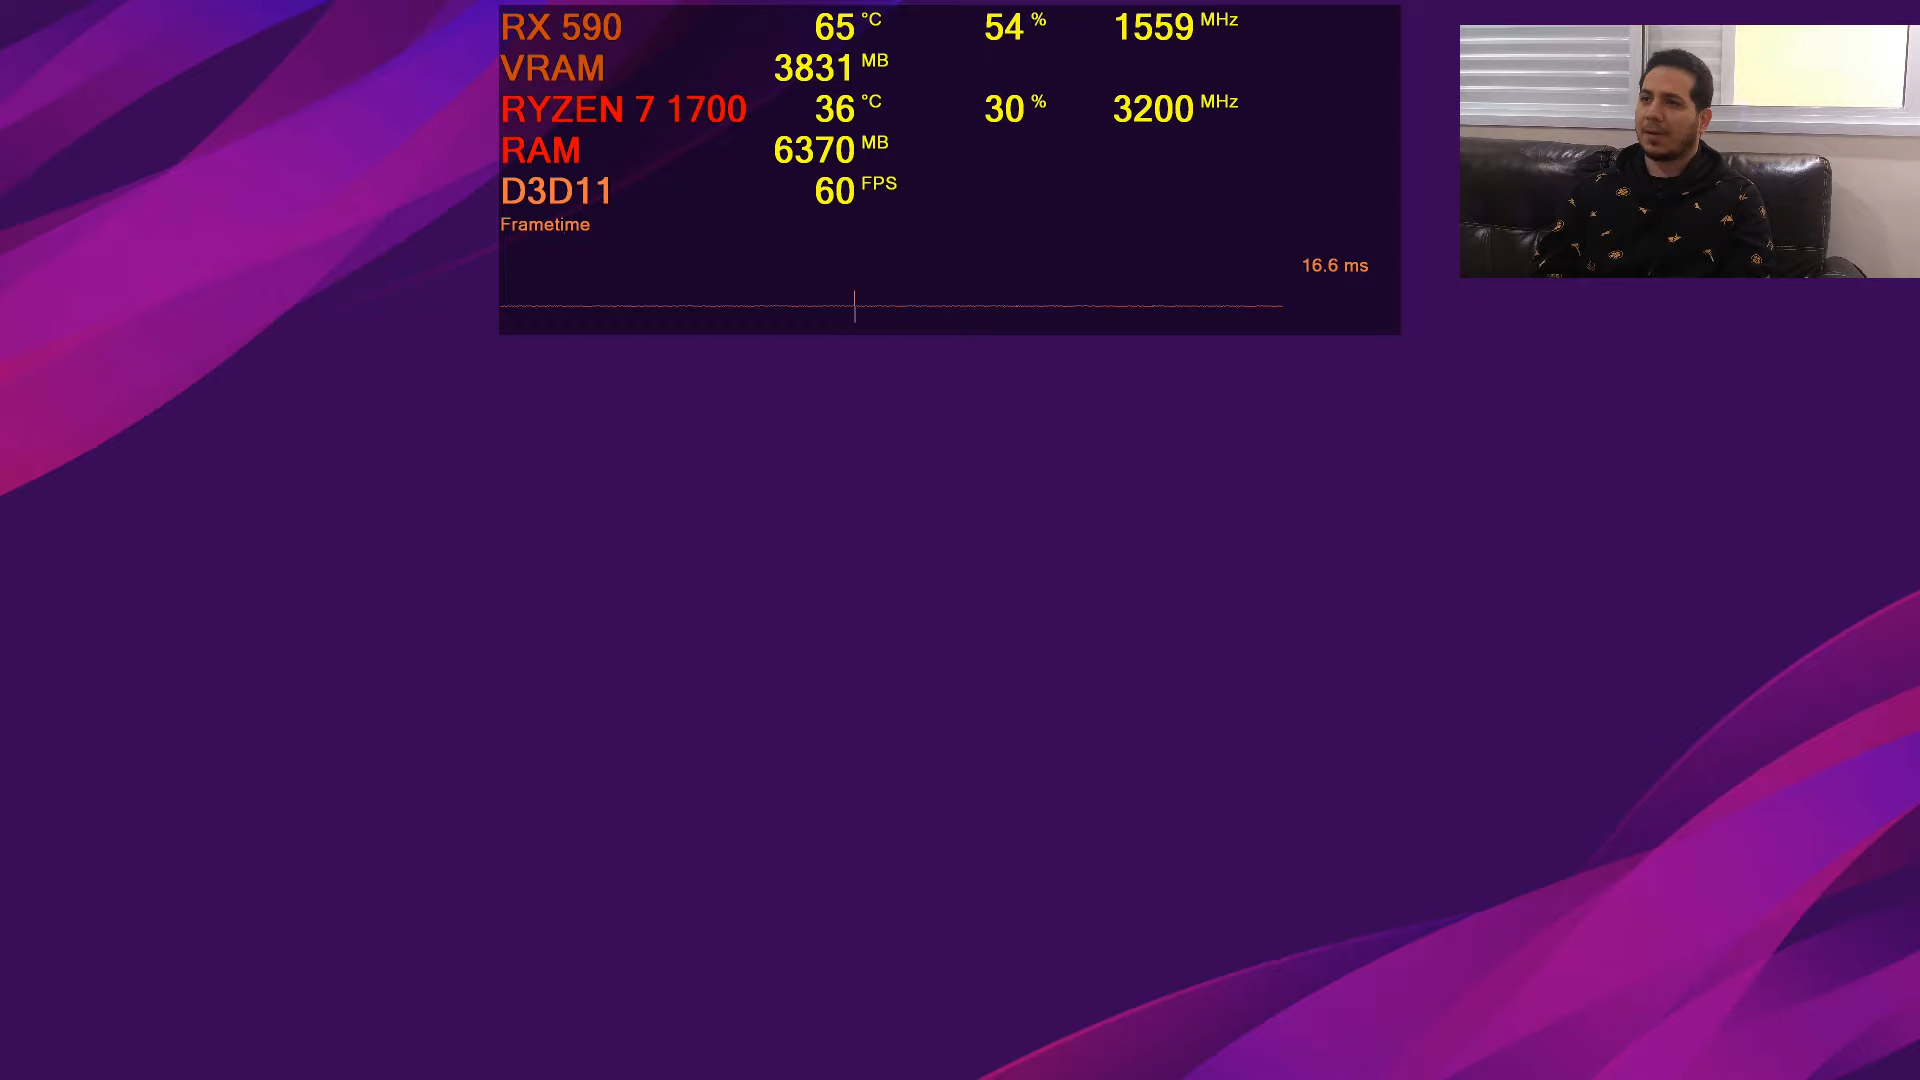 RX 590 65 °C 54 % 1559 MHz
VRAM 3831 MB
RYZEN 7 1700 36 °C 30 % 3200 MHz
RAM 6370 MB
D3D11 60 FPS
Frametime
16.6 ms